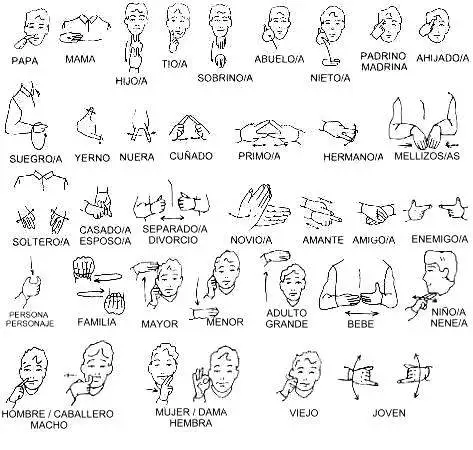 PAPA
MAMA
HIJO/A
TIO/A
SOBRINO/A
ABUELO/A
NIETO/A
PADRINO
MADRINA
AHIJADO/A
SUEGRO/A
YERNO
NUERA
CUÑADO
PRIMO/A
HERMANO/A
MELLIZOS/AS
SOLTERO/A
CASADO/A
ESPOSO/A
SEPARADO/A
DIVORCIO
NOVIO/A
AMANTE
AMIGO/A
ENEMIGO/A
PERSONA
PERSONAJE
FAMILIA
MAYOR
MENOR
ADULTO
GRANDE
BEBE
NIÑO/A
NENE/A
HOMBRE / CABALLERO
MACHO
MUJER / DAMA
HEMBRA
VIEJO
JOVEN